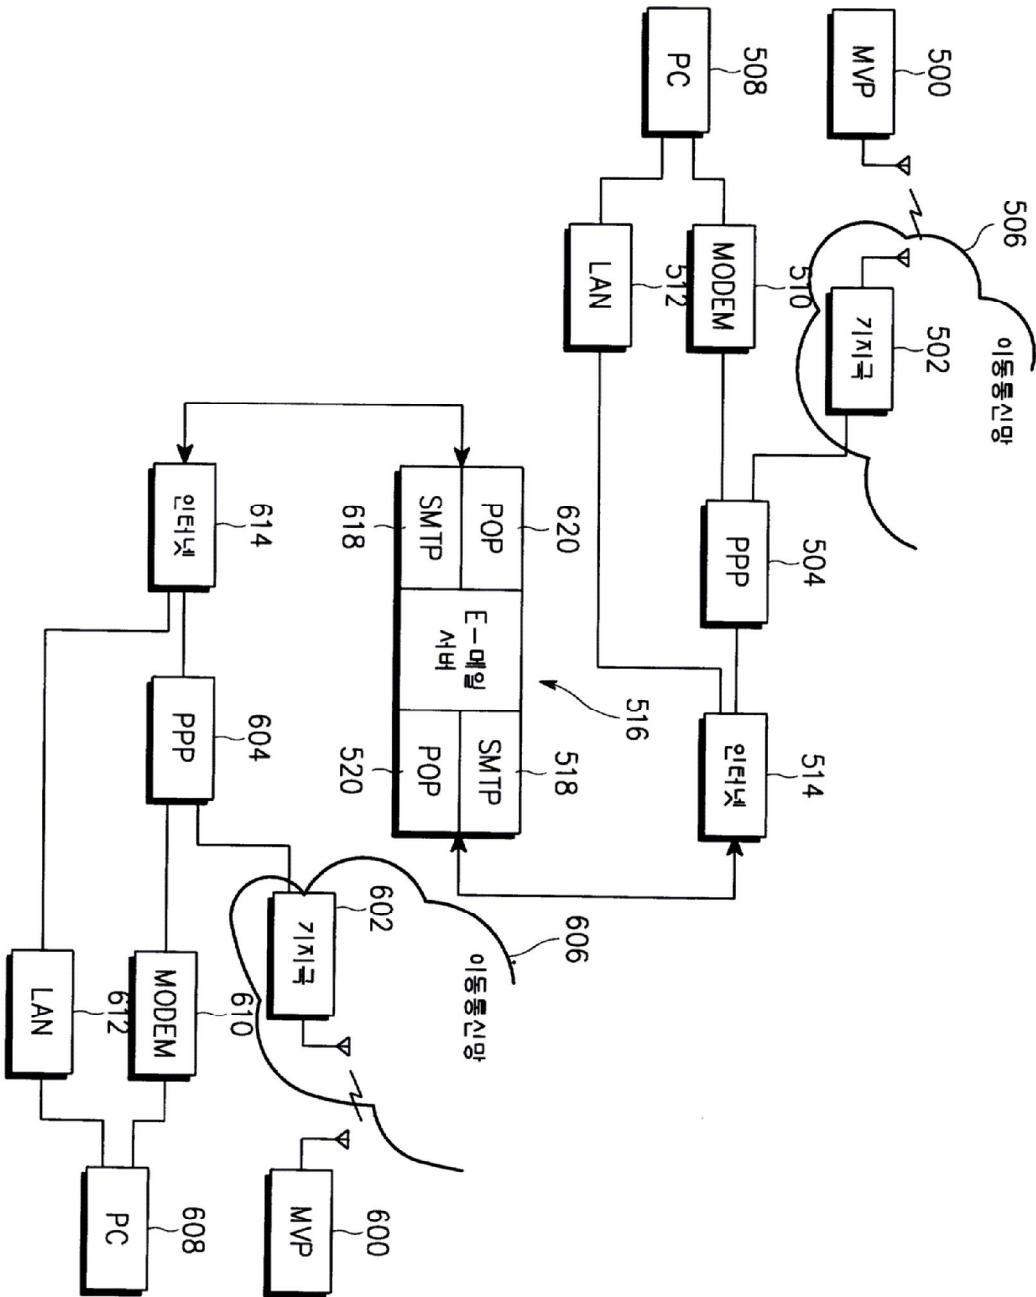 500
MVP
506
이동통신망
502
기지국
508
PC
510
MODEM
512
LAN
504
PPP
514
인터넷
516
620
POP
618
SMTP
E-메일
서버
518
SMTP
520
POP
614
인터넷
604
PPP
606
이동통신망
602
기지국
610
MODEM
612
LAN
600
MVP
608
PC